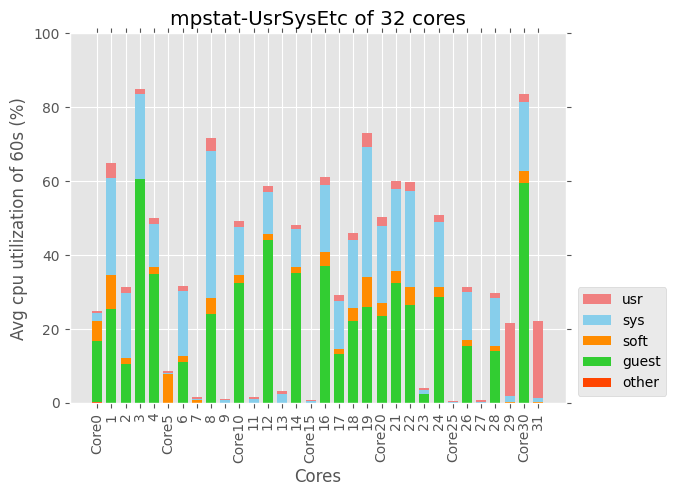 mpstat-UsrSysEtc of 32 cores
Avg cpu utilization of 60s (%)
100
80
60
40
20
0
usr
sys
soft
guest
other
Core0 1 2 3 4 Core5 6 7 8 9 Core10 11 12 13 14 Core15 16 17 18 19 Core20 21 22 23 24 Core25 26 27 28 29 Core30 31
Cores